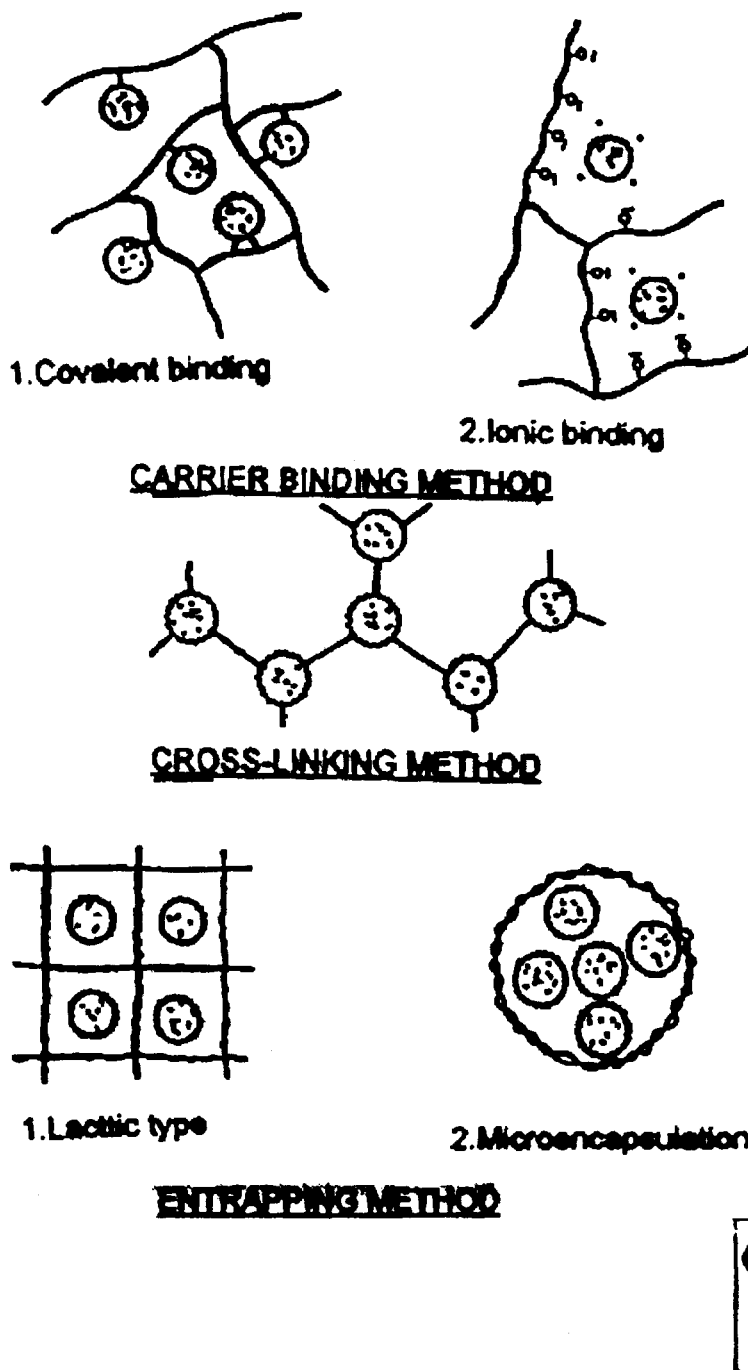 1.Covalent binding
2.Ionic binding
CARRIER BINDING METHOD
CROSS-LINKING METHOD
1.Lacttic type
2.Microencapsulation
ENTRAPPING METHOD